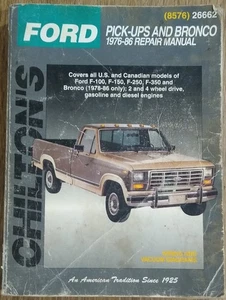 (8576) 26662
FORD
PICK-UPS AND BRONCO
1976-86 REPAIR MANUAL
Covers all U.S. and Canadian models of
Ford F-100, F-150, F-250, F-350 and
Bronco (1978-86 only); 2 and 4 wheel drive,
gasoline and diesel engines
CHILTON'S
An American Tradition Since 1925